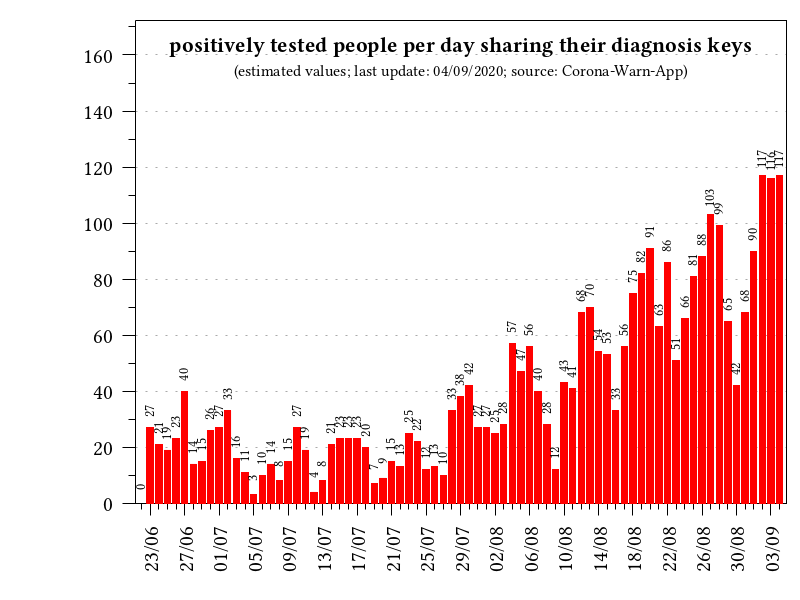 positively tested people per day sharing their diagnosis keys
(estimated values; last update: 04/09/2020; source: Corona-Warn-App)
160
140
120
100
80
60
40
20
0
0 27 21 19 23 40 14 15 26 27 33 16 11 3 10 14 8 15 27 19 4 8 21 23 23 23 20 7 9 15 13 25 22 12 13 10 33 38 42 27 27 25 28 57 47 56 40 28 12 43 41 68 70 54 53 33 56 75 82 91 63 86 51 66 81 88 103 99 65 42 68 90 117 116 117
23/06 27/06 01/07 05/07 09/07 13/07 17/07 21/07 25/07 29/07 02/08 06/08 10/08 14/08 18/08 22/08 26/08 30/08 03/09